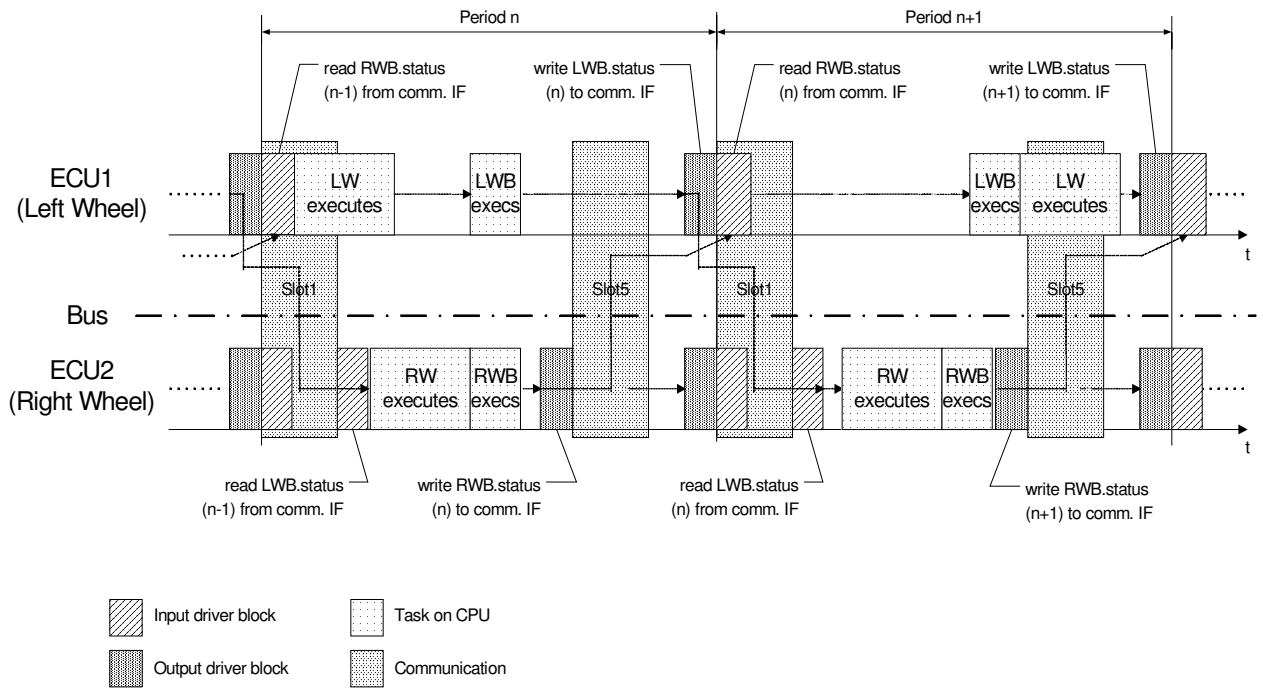 Period n
Period n+1
read RWB.status
(n-1) from comm. IF
write LWB.status
(n) to comm. IF
read RWB.status
(n) from comm. IF
write LWB.status
(n+1) to comm. IF
ECU1
(Left Wheel)
LW
executes
LWB
execs
LWB
execs
LW
executes
t
Slot1
Slot5
Slot1
Slot5
Bus
ECU2
(Right Wheel)
RW
executes
RWB
execs
RW
executes
RWB
execs
t
read LWB.status
(n-1) from comm. IF
write RWB.status
(n) to comm. IF
read LWB.status
(n) from comm. IF
write RWB.status
(n+1) to comm. IF
Input driver block
Task on CPU
Output driver block
Communication